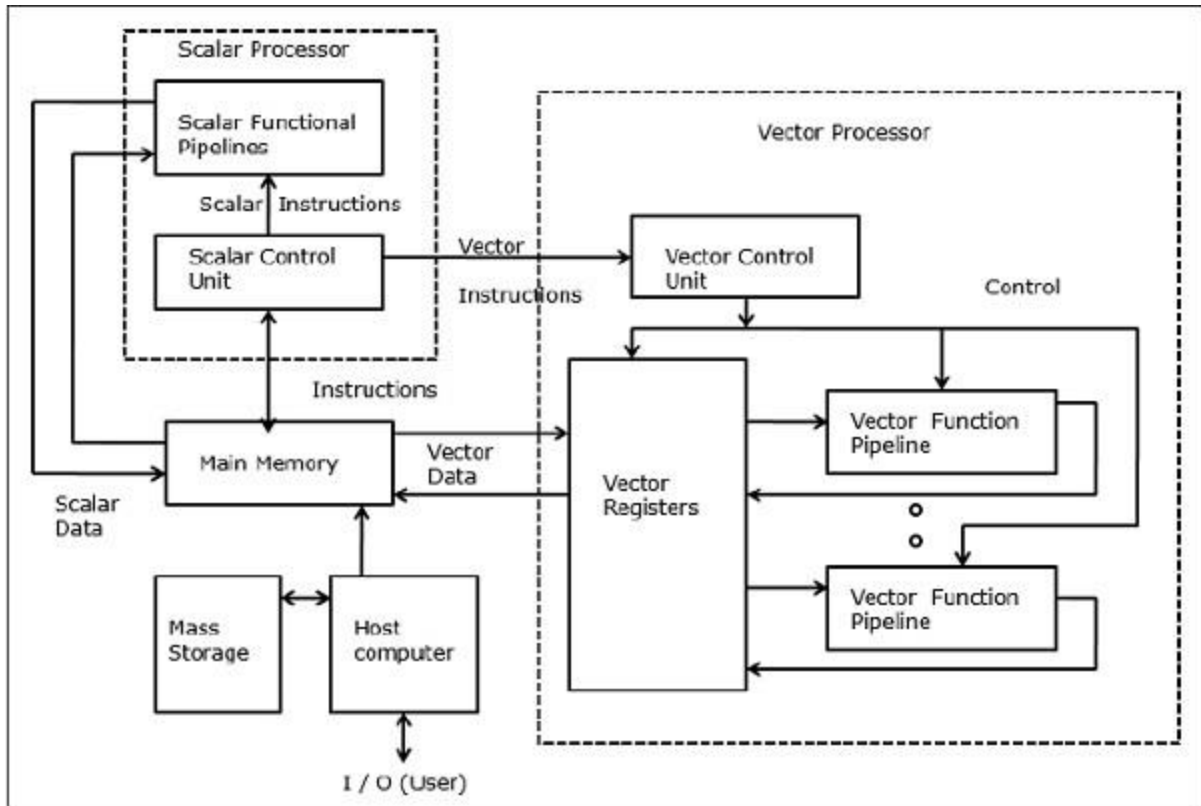 Scalar Processor
Scalar Functional
Pipelines
Scalar Instructions
Scalar Control
Unit
Vector
Instructions
Vector Processor
Vector Control
Unit
Control
Instructions
Main Memory
Vector
Data
Scalar
Data
Vector
Registers
Vector Function
Pipeline
Vector Function
Pipeline
Mass
Storage
Host
computer
I / O (User)